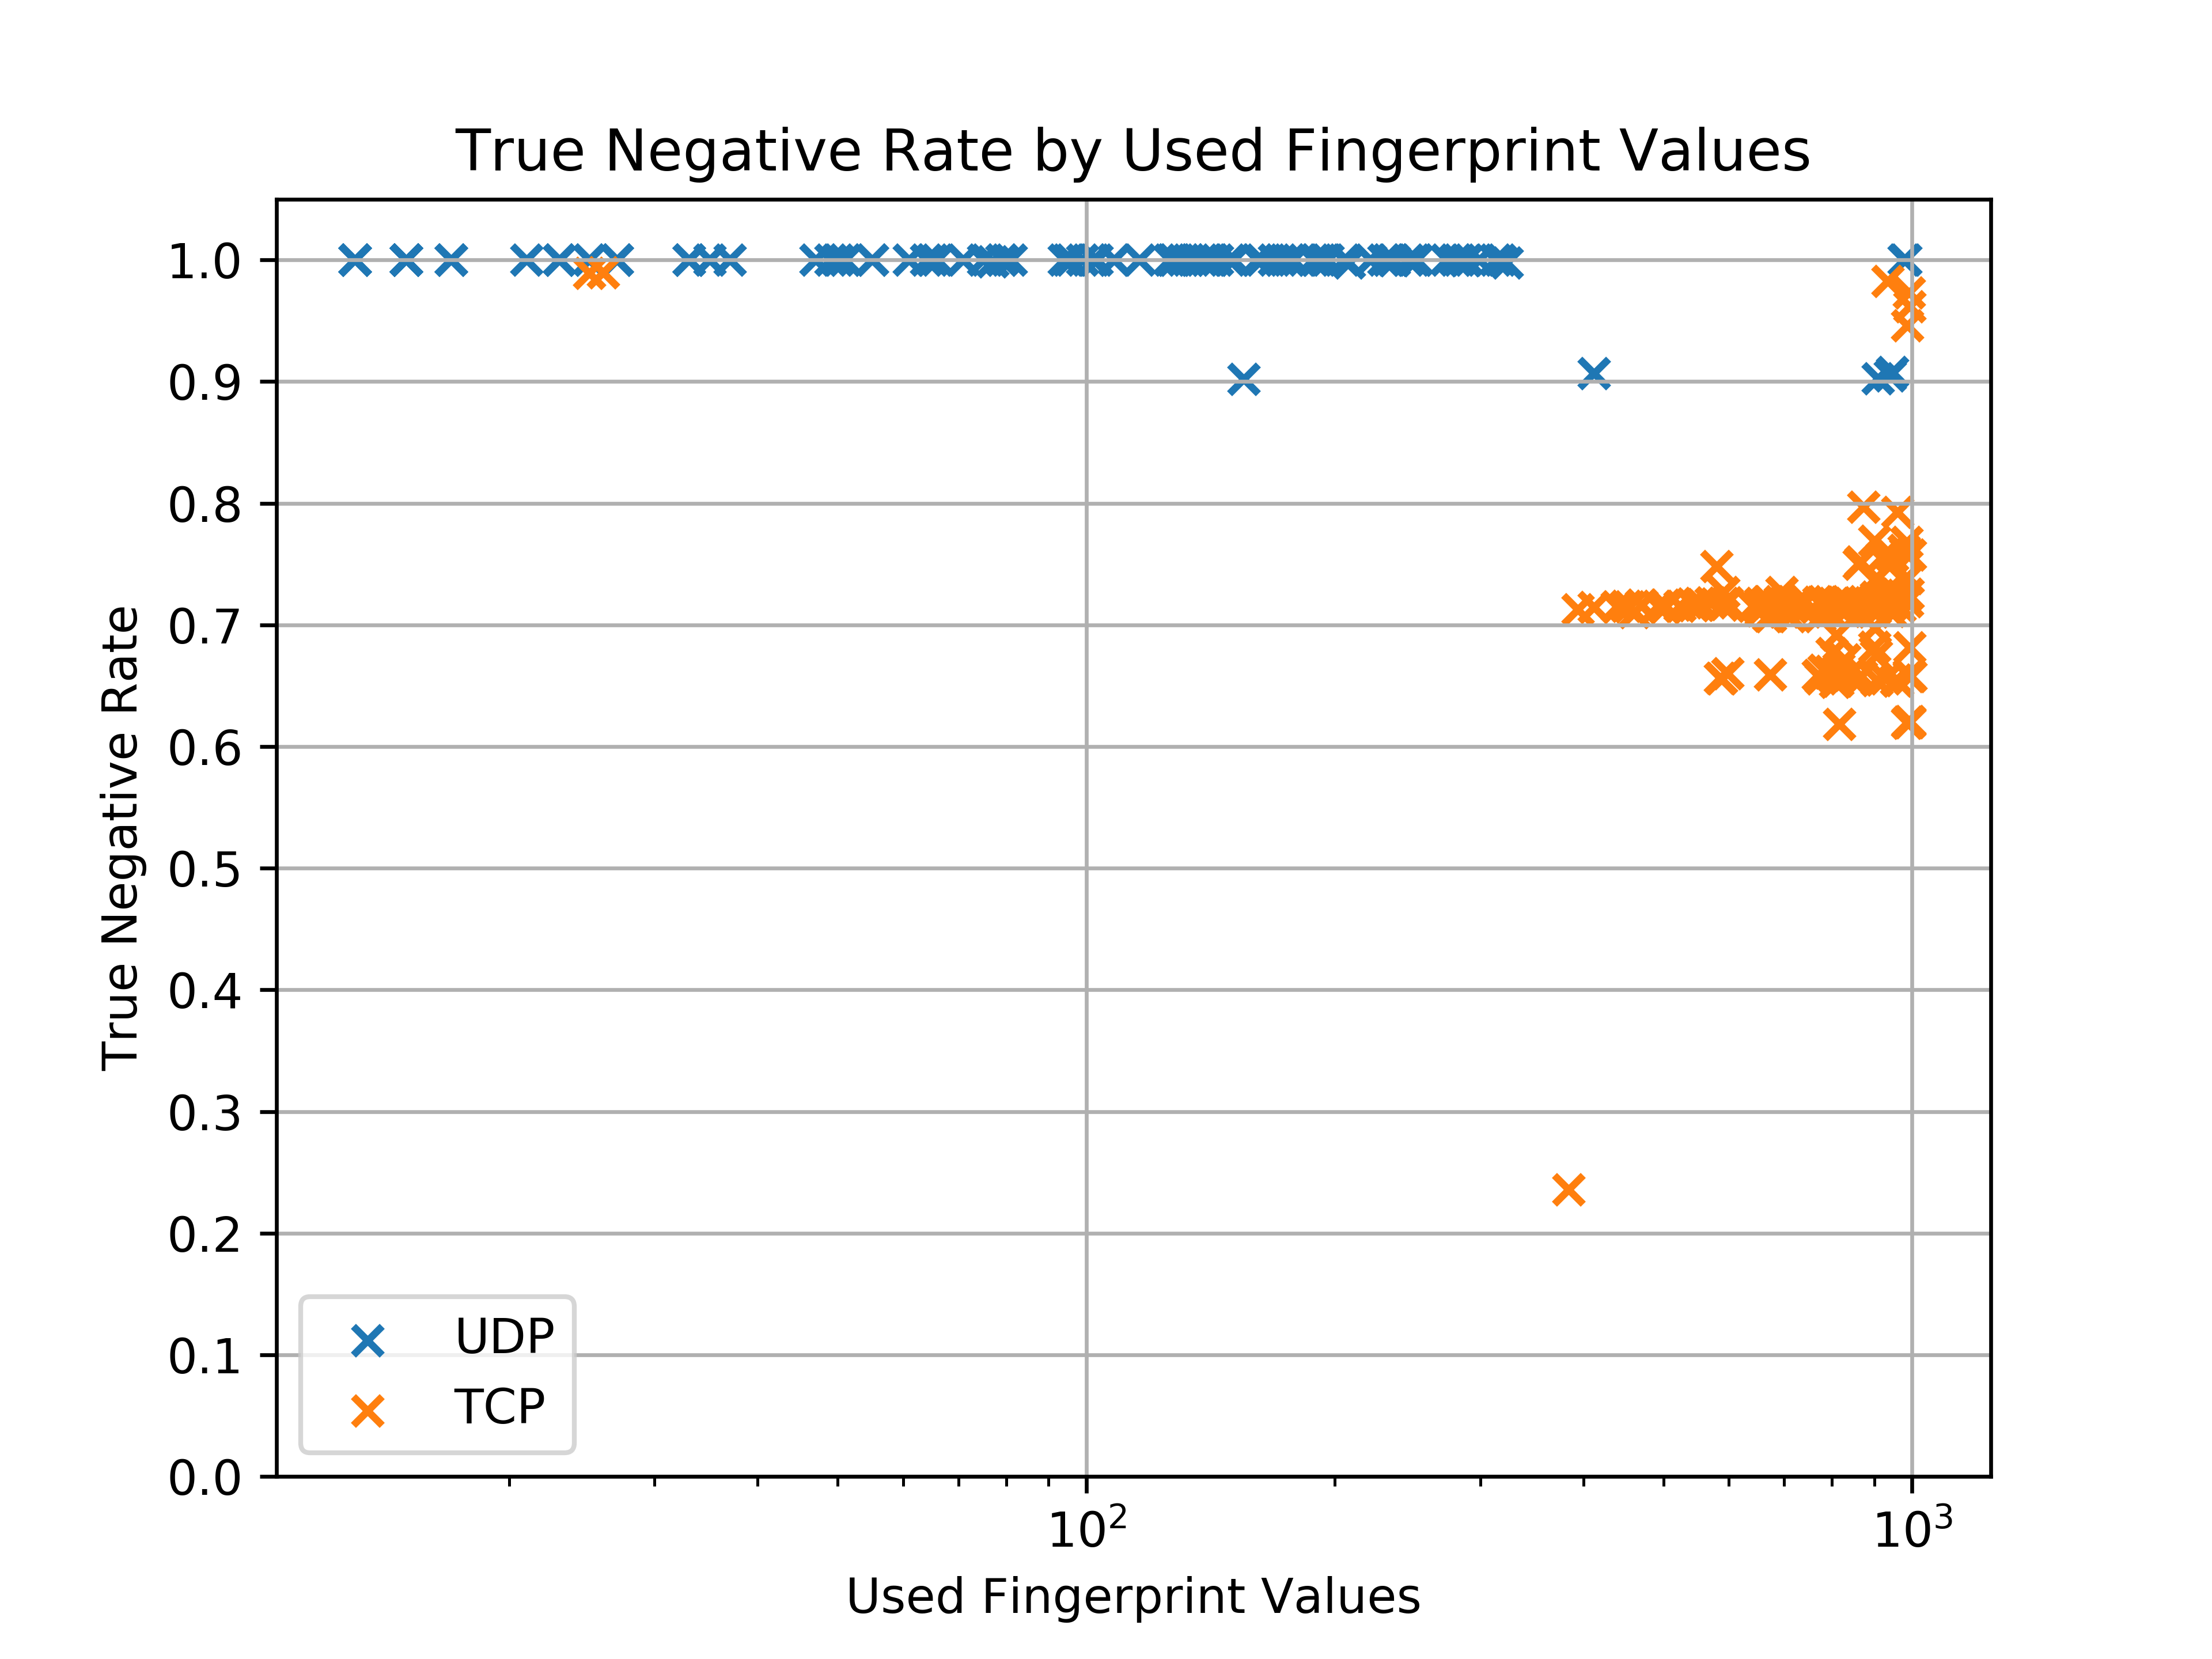 True Negative Rate by Used Fingerprint Values
True Negative Rate
1.0
0.9
0.8
0.7
0.6
0.5
0.4
0.3
0.2
0.1
0.0
UDP
TCP
10²
10³
Used Fingerprint Values